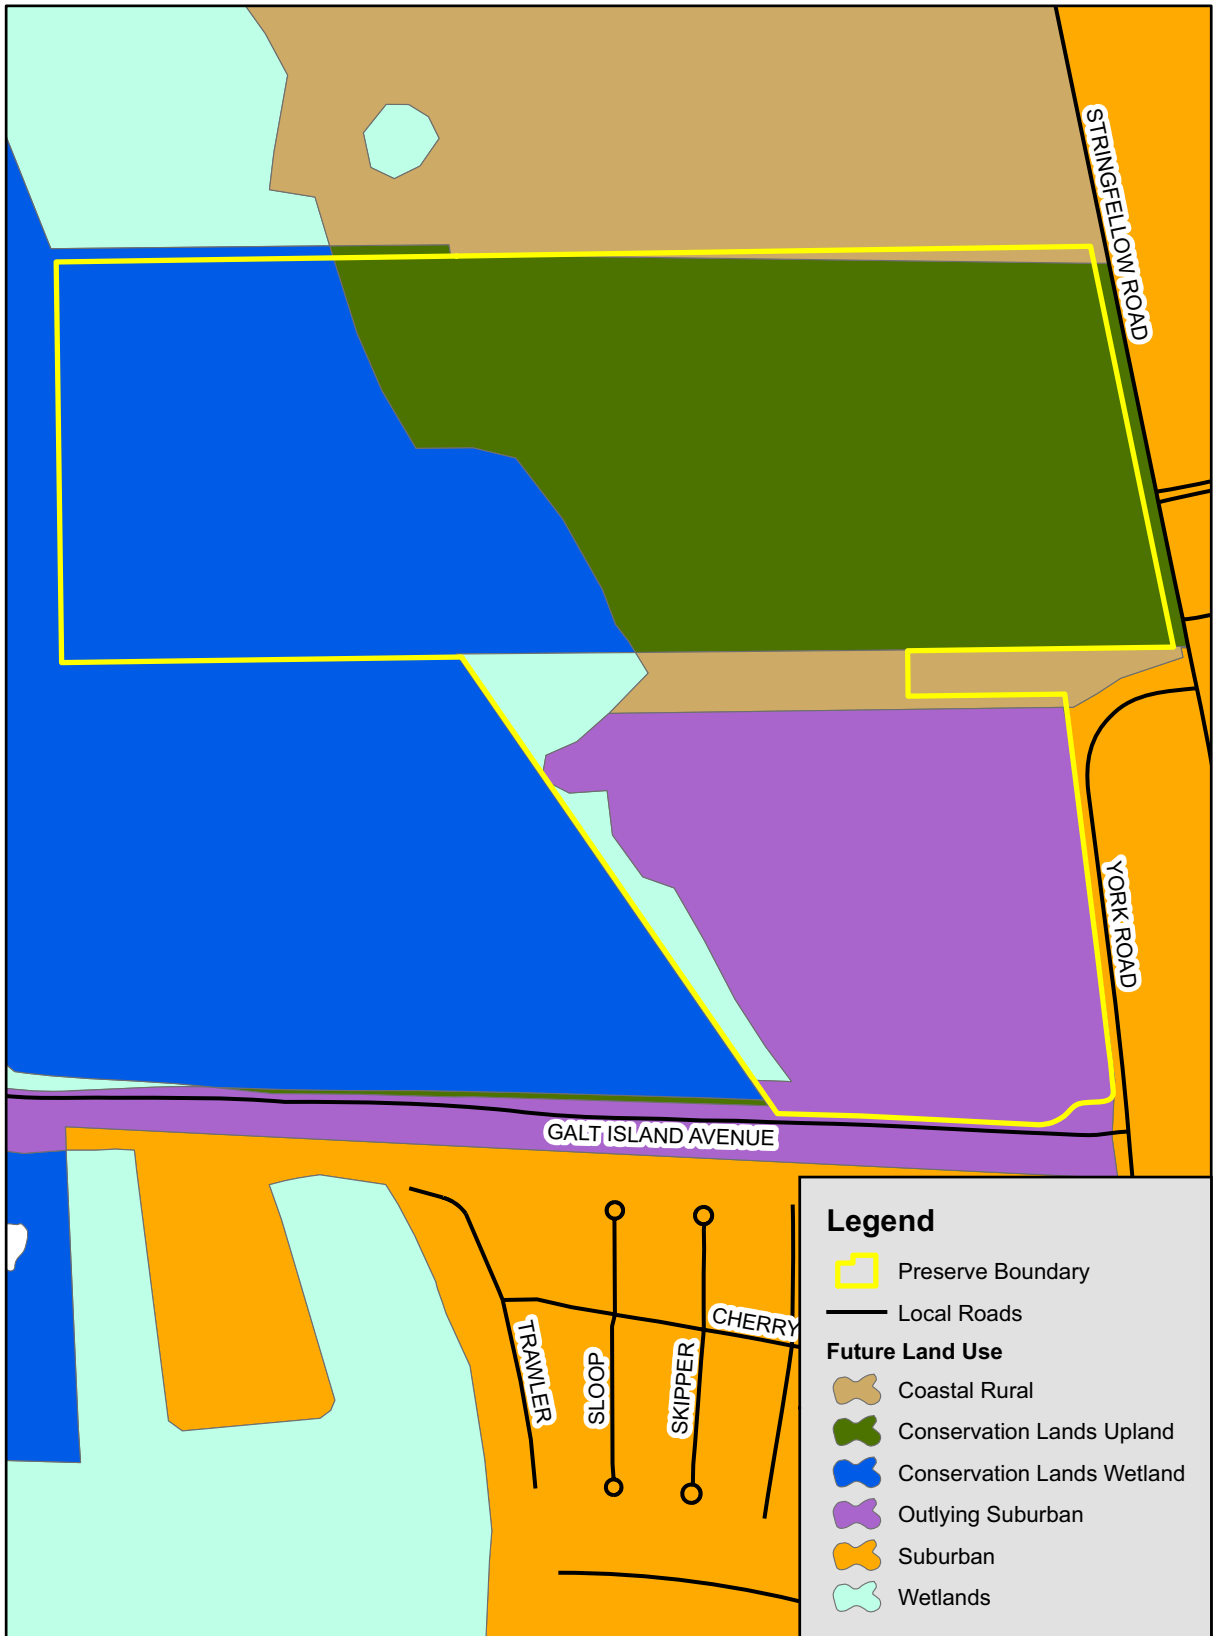 STRINGFELLOW ROAD
YORK ROAD
GALT ISLAND AVENUE
TRAWLER
SLOOP
SKIPPER
CHERRY
Legend
Preserve Boundary
Local Roads
Future Land Use
Coastal Rural
Conservation Lands Upland
Conservation Lands Wetland
Outlying Suburban
Suburban
Wetlands